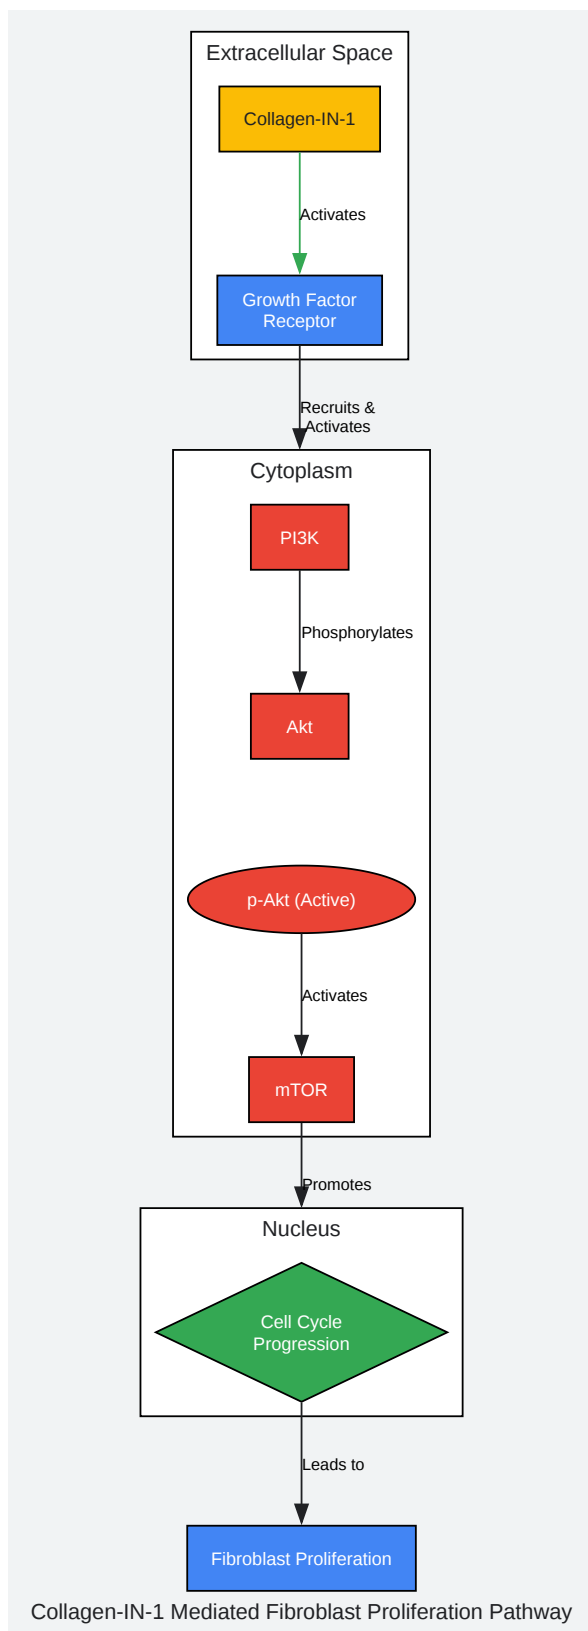 Extracellular Space
Collagen-IN-1
Activates
Growth Factor
Receptor
Recruits &
Activates
Cytoplasm
PI3K
Phosphorylates
Akt
p-Akt (Active)
Activates
mTOR
Promotes
Nucleus
Cell Cycle
Progression
Leads to
Fibroblast Proliferation
Collagen-IN-1 Mediated Fibroblast Proliferation Pathway